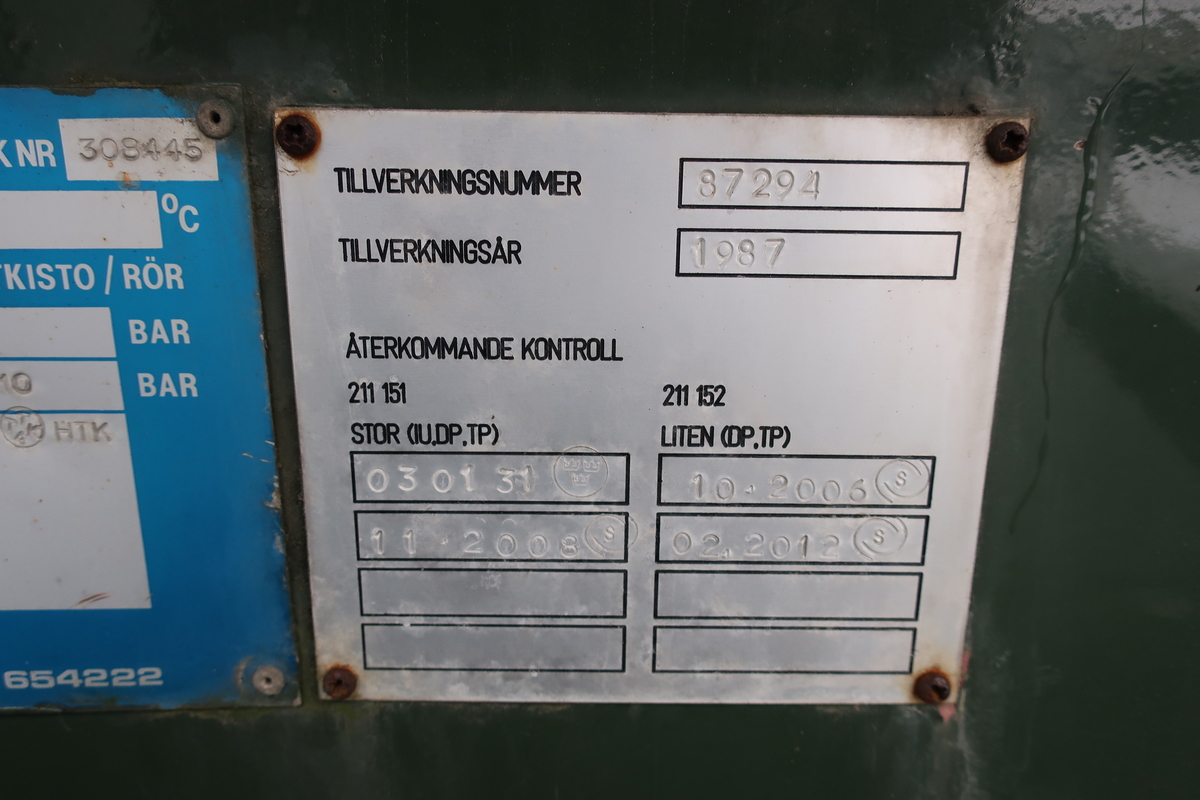 K NR 308445
°C
TKISTO / RÖR
BAR
10 BAR
HTK
654222
TILLVERKNINGSNUMMER 87294
TILLVERKNINGSÅR 1987
ÅTERKOMMANDE KONTROLL
211 151 211 152
STOR (IU,DP,TP) LITEN (DP,TP)
03 01 31 10.2006 S
11.2008 S 02.2012 S